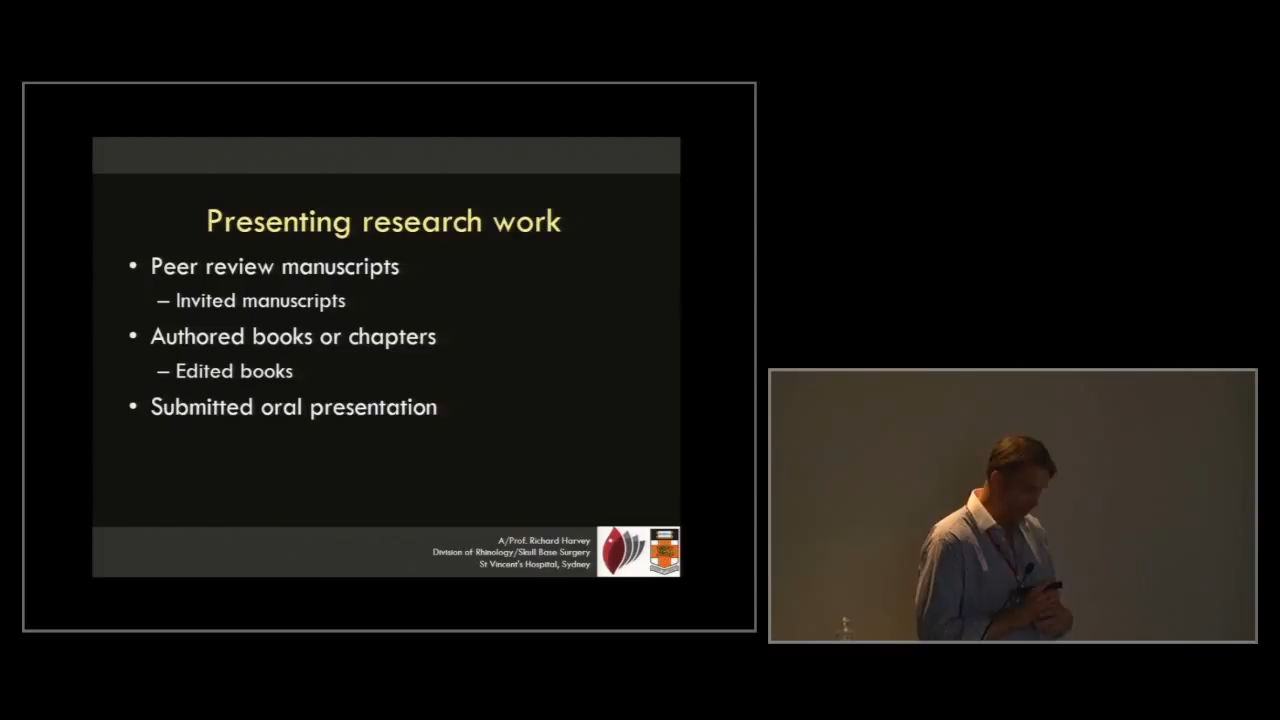 Presenting research work
• Peer review manuscripts
– Invited manuscripts
• Authored books or chapters
– Edited books
• Submitted oral presentation
A/Prof. Richard Harvey
Division of Rhinology/Skull Base Surgery
St Vincent's Hospital, Sydney